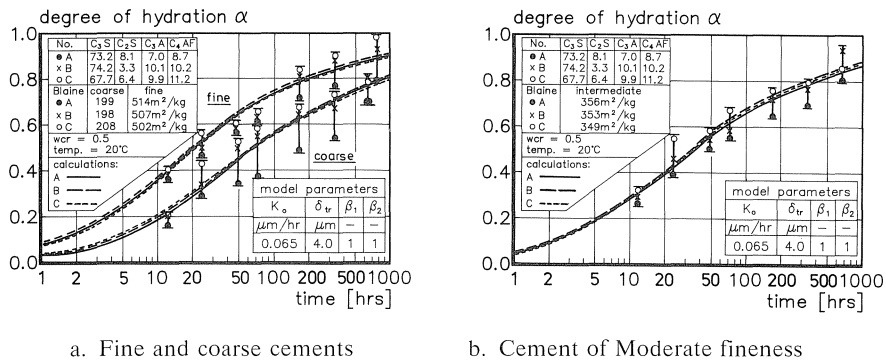 degree of hydration α
No. C₃S C₂S C₃A C₄AF
A 73.2 8.1 7.0 8.7
× B 74.2 3.3 10.1 10.2
o C 67.7 6.4 9.9 11.2
Blaine coarse fine
A 199 514m²/kg
× B 198 507m²/kg
o C 208 502m²/kg
wcr = 0.5
temp. = 20°C
calculations:
A
B
C
fine
coarse
model parameters
K₀ δtr β₁ β₂
μm/hr μm – –
0.065 4.0 1 1
1.0
0.8
0.6
0.4
0.2
0.0
1 2 5 10 20 50 100 200 500 1000
time [hrs]
a. Fine and coarse cements
degree of hydration α
No. C₃S C₂S C₃A C₄AF
A 73.2 8.1 7.0 8.7
× B 74.2 3.3 10.1 10.2
o C 67.7 6.4 9.9 11.2
Blaine intermediate
A 356m²/kg
× B 353m²/kg
o C 349m²/kg
wcr = 0.5
temp. = 20°C
calculations:
A
B
C
model parameters
K₀ δtr β₁ β₂
μm/hr μm – –
0.065 4.0 1 1
1.0
0.8
0.6
0.4
0.2
0.0
1 2 5 10 20 50 100 200 500 1000
time [hrs]
b. Cement of Moderate fineness